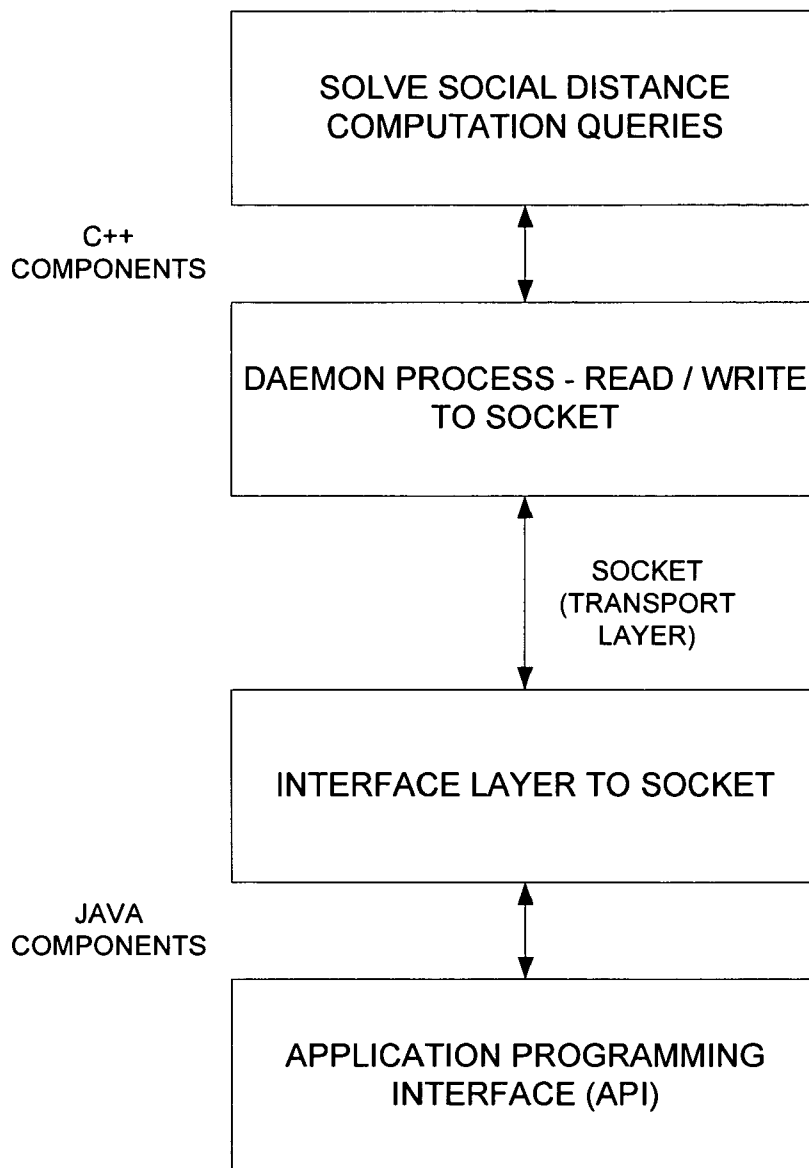 SOLVE SOCIAL DISTANCE
COMPUTATION QUERIES
C++
COMPONENTS
DAEMON PROCESS - READ / WRITE
TO SOCKET
SOCKET
(TRANSPORT
LAYER)
INTERFACE LAYER TO SOCKET
JAVA
COMPONENTS
APPLICATION PROGRAMMING
INTERFACE (API)